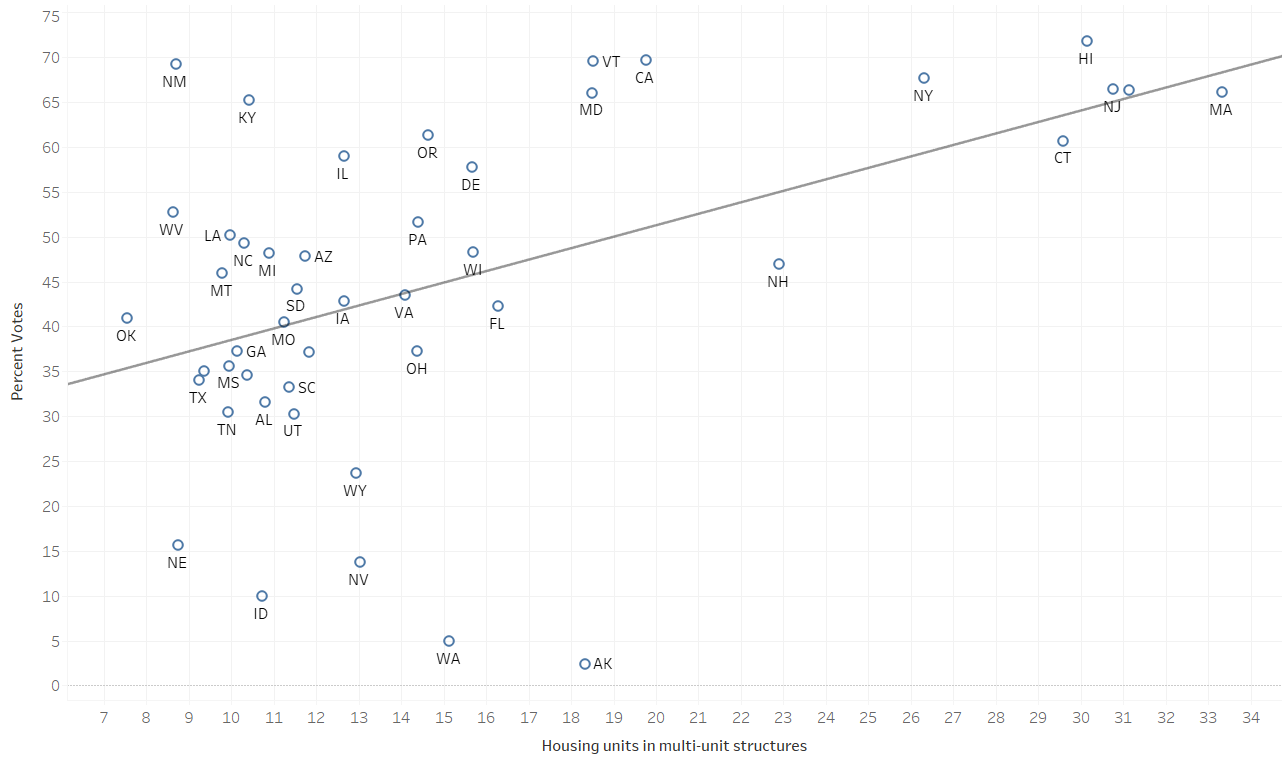 75
70
65
60
55
50
45
40
35
30
25
20
15
10
5
0
Percent Votes
HI
VT
CA
NM
NY
MD
NJ
MA
KY
OR
CT
IL
DE
WV
LA
PA
NC
AZ
MI
WI
NH
MT
SD
VA
IA
FL
OK
MO
GA
OH
MS
SC
TX
AL
TN
UT
WY
NE
NV
ID
WA
AK
7 8 9 10 11 12 13 14 15 16 17 18 19 20 21 22 23 24 25 26 27 28 29 30 31 32 33 34
Housing units in multi-unit structures